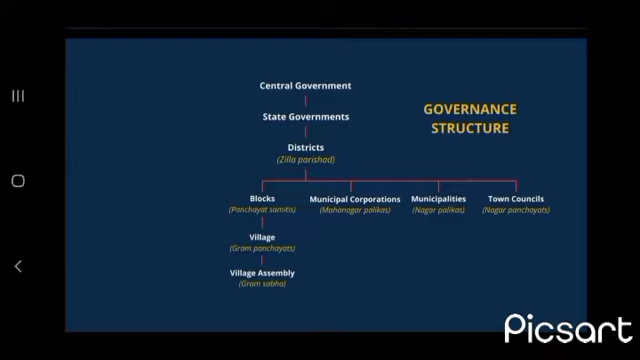 Central Government
GOVERNANCE
STRUCTURE
State Governments
Districts
(Zilla parishad)
Blocks
(Panchayat samitis)
Municipal Corporations
(Mahanagar palikas)
Municipalities
(Nagar palikas)
Town Councils
(Nagar panchayats)
Village
(Gram panchayats)
Village Assembly
(Gram sabha)
Picsart